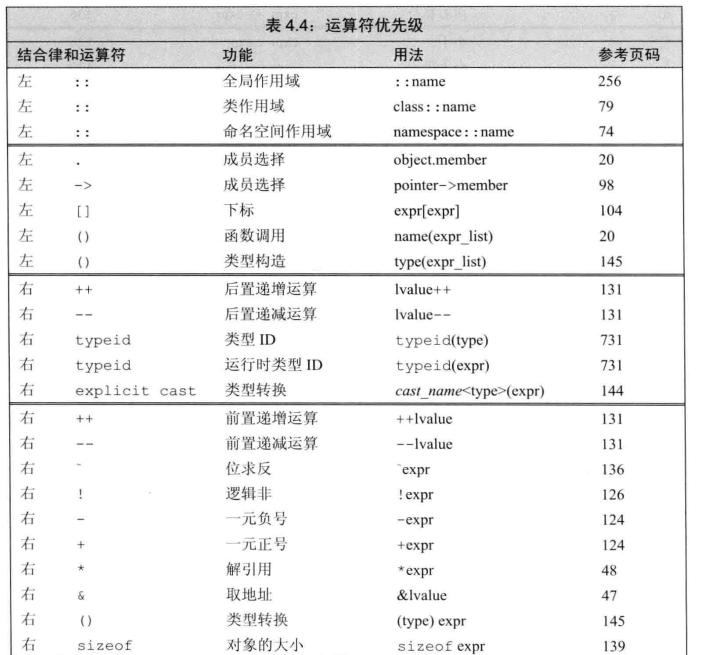 表 4.4：运算符优先级
结合律和运算符 功能 用法 参考页码
左 :: 全局作用域 ::name 256
左 :: 类作用域 class::name 79
左 :: 命名空间作用域 namespace::name 74
左 . 成员选择 object.member 20
左 -> 成员选择 pointer->member 98
左 [] 下标 expr[expr] 104
左 () 函数调用 name(expr_list) 20
左 () 类型构造 type(expr_list) 145
右 ++ 后置递增运算 lvalue++ 131
右 -- 后置递减运算 lvalue-- 131
右 typeid 类型 ID typeid(type) 731
右 typeid 运行时类型 ID typeid(expr) 731
右 explicit cast 类型转换 cast_name<type>(expr) 144
右 ++ 前置递增运算 ++lvalue 131
右 -- 前置递减运算 --lvalue 131
右 ~ 位求反 ~expr 136
右 ! 逻辑非 !expr 126
右 - 一元负号 -expr 124
右 + 一元正号 +expr 124
右 * 解引用 *expr 48
右 & 取地址 &lvalue 47
右 () 类型转换 (type) expr 145
右 sizeof 对象的大小 sizeof expr 139